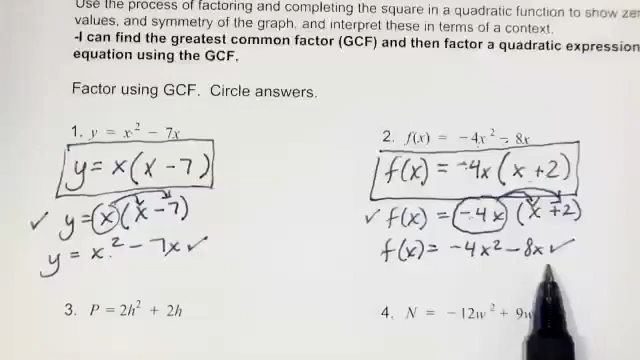 Use the process of factoring and completing the square in a quadratic function to show
values, and symmetry of the graph, and interpret these in terms of a context.
-I can find the greatest common factor (GCF) and then factor a quadratic expression
equation using the GCF.
Factor using GCF. Circle answers.
1. y = x² − 7x
y = x(x − 7)
✓ y = x(x − 7)
y = x² − 7x ✓
2. f(x) = −4x² − 8x
f(x) = −4x(x + 2)
✓ f(x) = −4x(x + 2)
f(x) = −4x² − 8x ✓
3. P = 2h² + 2h
4. N = −12w² + 9w